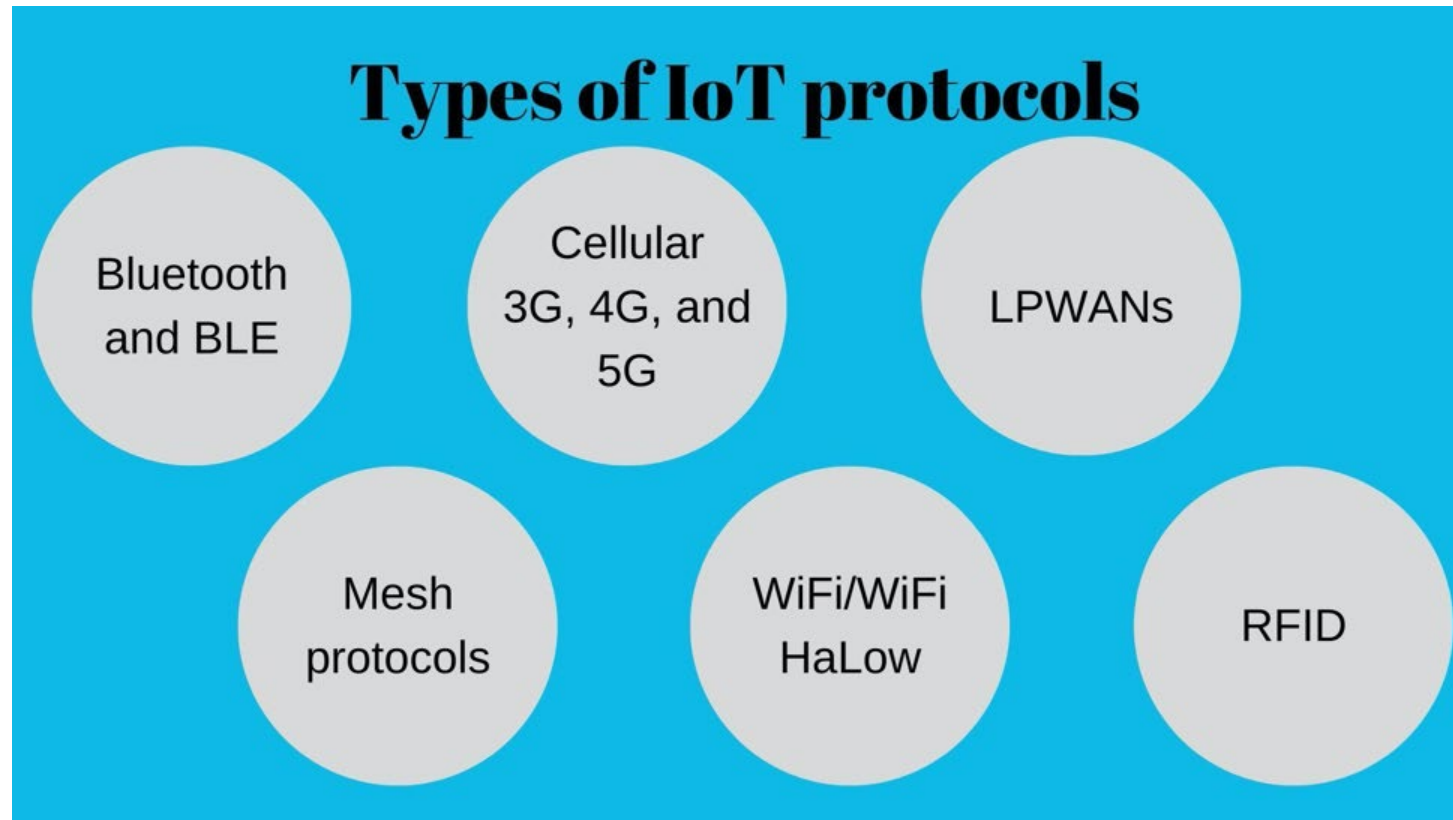 Types of IoT protocols
Bluetooth
and BLE
Cellular
3G, 4G, and
5G
LPWANs
Mesh
protocols
WiFi/WiFi
HaLow
RFID